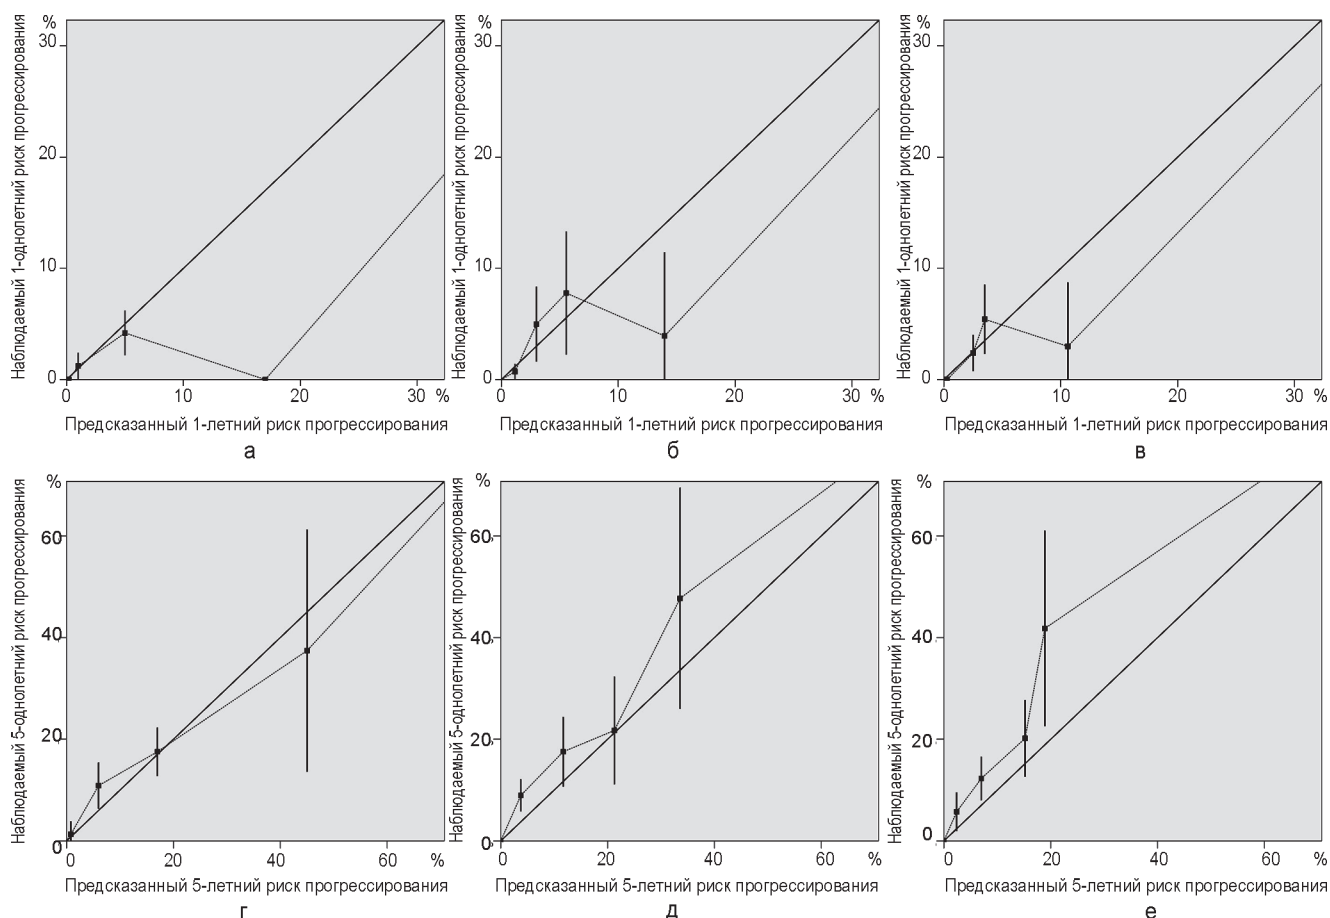 %
30
20
10
0
Наблюдаемый 1-однолетний риск прогрессирования
0 10 20 30 %
Предсказанный 1-летний риск прогрессирования
а
%
30
20
10
0
Наблюдаемый 1-однолетний риск прогрессирования
0 10 20 30 %
Предсказанный 1-летний риск прогрессирования
б
%
30
20
10
0
Наблюдаемый 1-однолетний риск прогрессирования
0 10 20 30 %
Предсказанный 1-летний риск прогрессирования
в
%
60
40
20
0
Наблюдаемый 5-однолетний риск прогрессирования
0 20 40 60 %
Предсказанный 5-летний риск прогрессирования
г
%
60
40
20
0
Наблюдаемый 5-однолетний риск прогрессирования
0 20 40 60 %
Предсказанный 5-летний риск прогрессирования
д
%
60
40
20
0
Наблюдаемый 5-однолетний риск прогрессирования
0 20 40 60 %
Предсказанный 5-летний риск прогрессирования
е